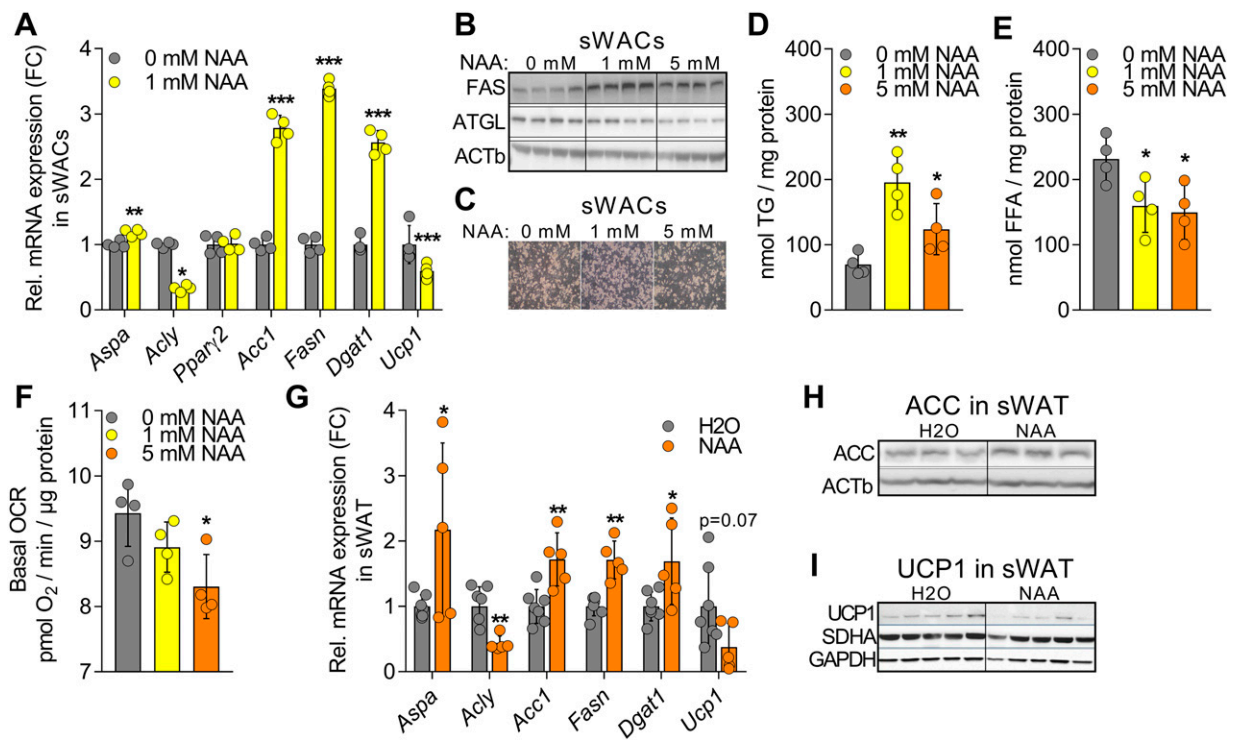 A
Rel. mRNA expression (FC)
in sWACs
4
3
2
1
0
0 mM NAA
1 mM NAA
**
*
***
***
***
***
Aspa
Acly
Pparγ2
Acc1
Fasn
Dgat1
Ucp1
B
sWACs
NAA: 0 mM 1 mM 5 mM
FAS
ATGL
ACTb
C
sWACs
NAA: 0 mM 1 mM 5 mM
D
nmol TG / mg protein
400
300
200
100
0
0 mM NAA
1 mM NAA
5 mM NAA
**
*
E
nmol FFA / mg protein
400
300
200
100
0
0 mM NAA
1 mM NAA
5 mM NAA
*
*
F
Basal OCR
pmol O2 / min / µg protein
11
10
9
8
7
0 mM NAA
1 mM NAA
5 mM NAA
*
G
Rel. mRNA expression (FC)
in sWAT
4
3
2
1
0
H2O
NAA
*
**
**
**
*
p=0.07
Aspa
Acly
Acc1
Fasn
Dgat1
Ucp1
H
ACC in sWAT
H2O NAA
ACC
ACTb
I
UCP1 in sWAT
H2O NAA
UCP1
SDHA
GAPDH